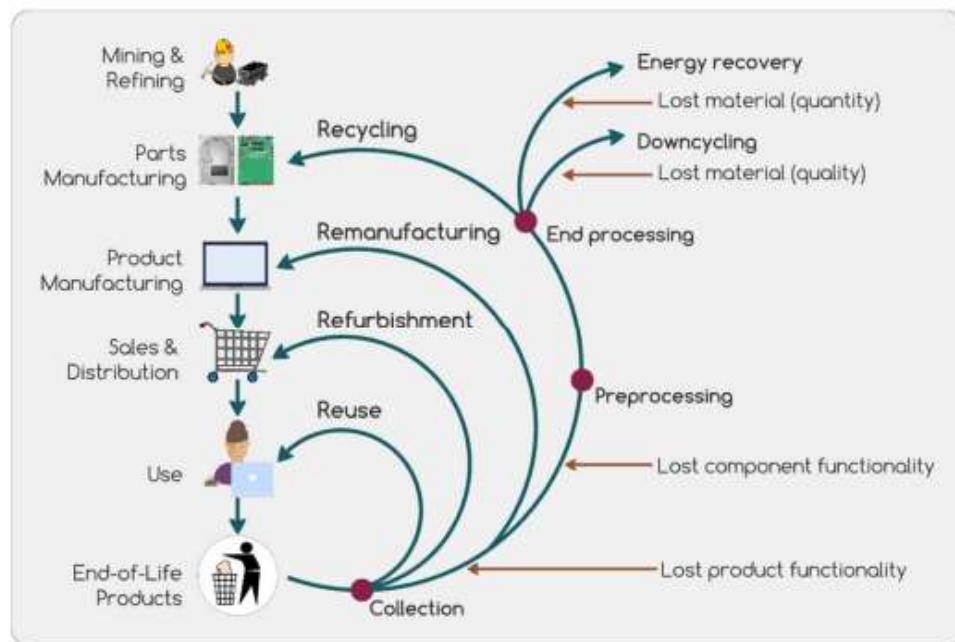 Mining &
Refining
Parts
Manufacturing
Product
Manufacturing
Sales &
Distribution
Use
End-of-Life
Products
Recycling
Remanufacturing
Refurbishment
Reuse
Collection
Energy recovery
Lost material (quantity)
Downcycling
Lost material (quality)
End processing
Preprocessing
Lost component functionality
Lost product functionality